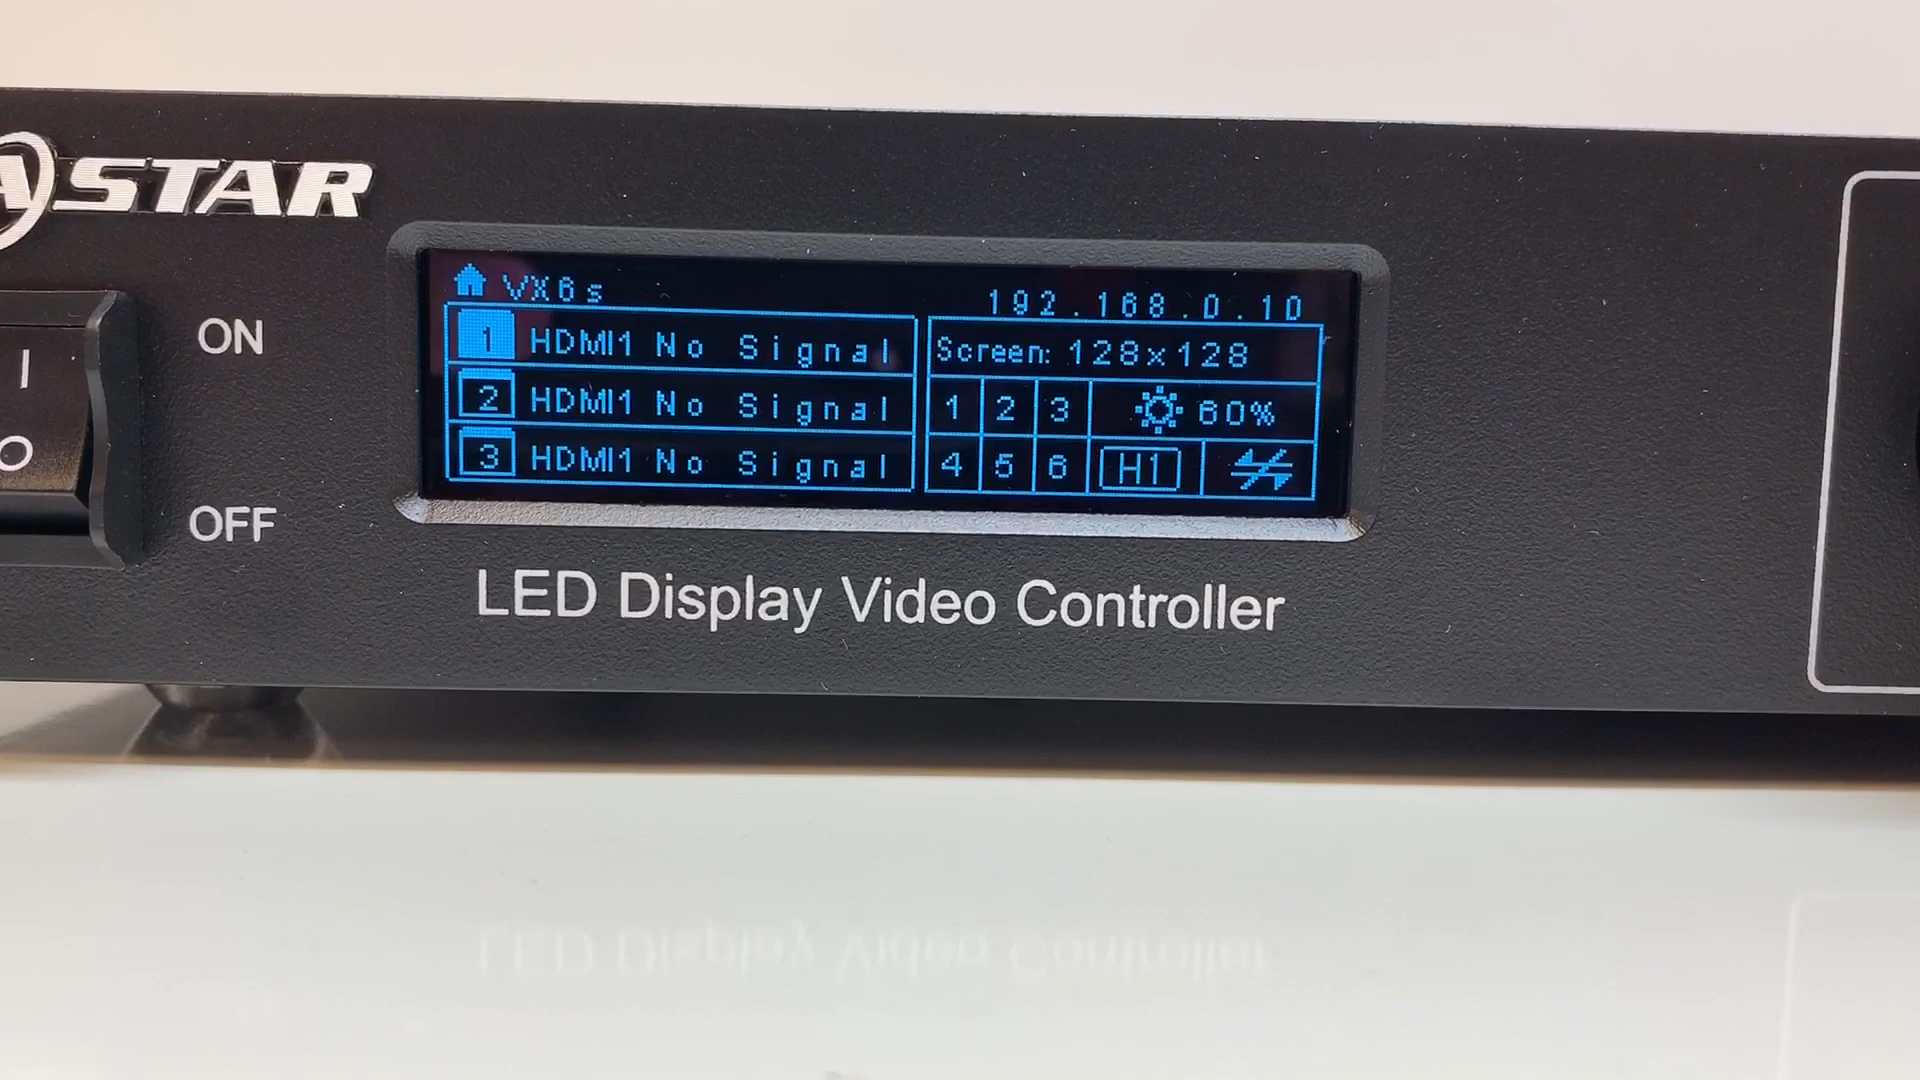 ASTAR
ON
I
O
OFF
VX6s
192.168.0.10
1 HDMI1 No Signal
2 HDMI1 No Signal
3 HDMI1 No Signal
Screen: 128x128
1 2 3 60%
4 5 6 H1
LED Display Video Controller